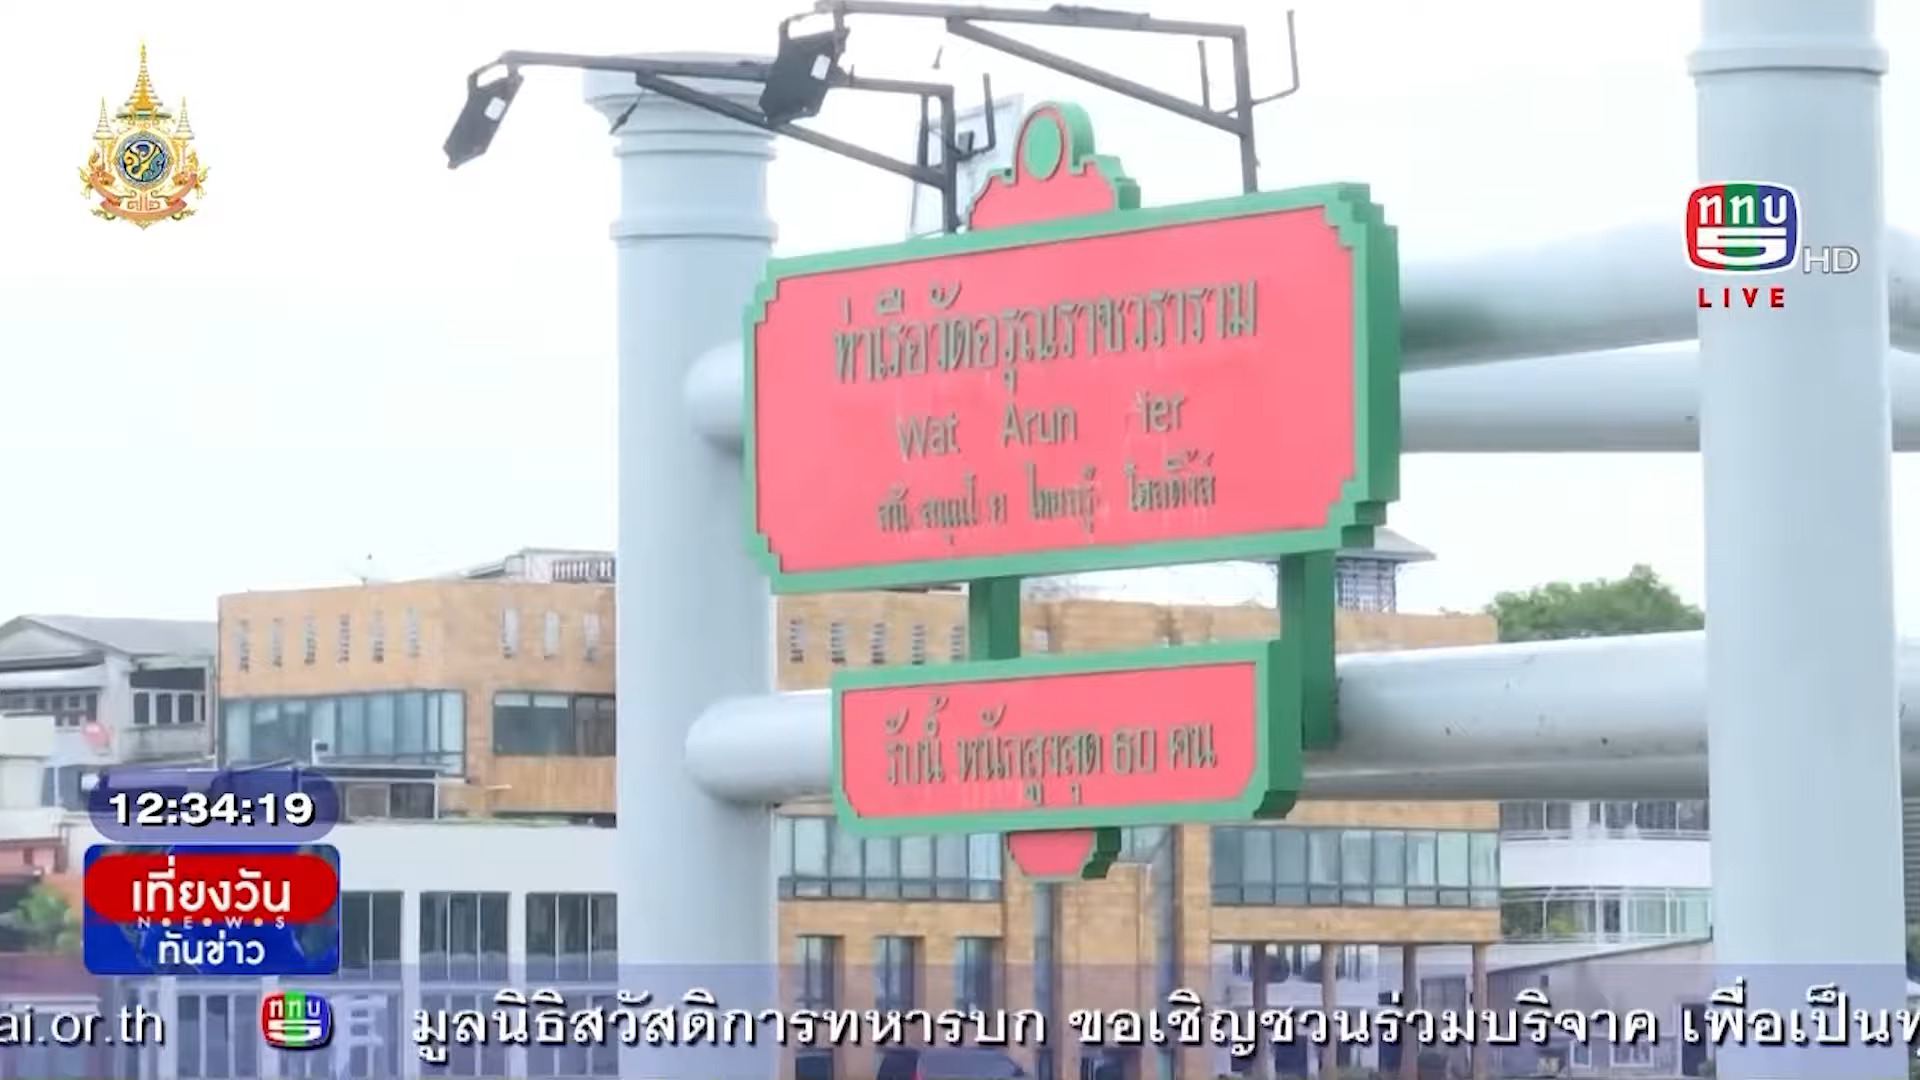 ททบ
5 HD
LIVE
ท่าเรือวัดอรุณราชวราราม
Wat Arun ier
รับน้ำหนักสูงสุด 60 คน
12:34:19
เที่ยงวัน
NEWS
ทันข่าว
ai.or.th
ททบ 5
มูลนิธิสวัสดิการทหารบก ขอเชิญชวนร่วมบริจาค เพื่อเป็นทุ